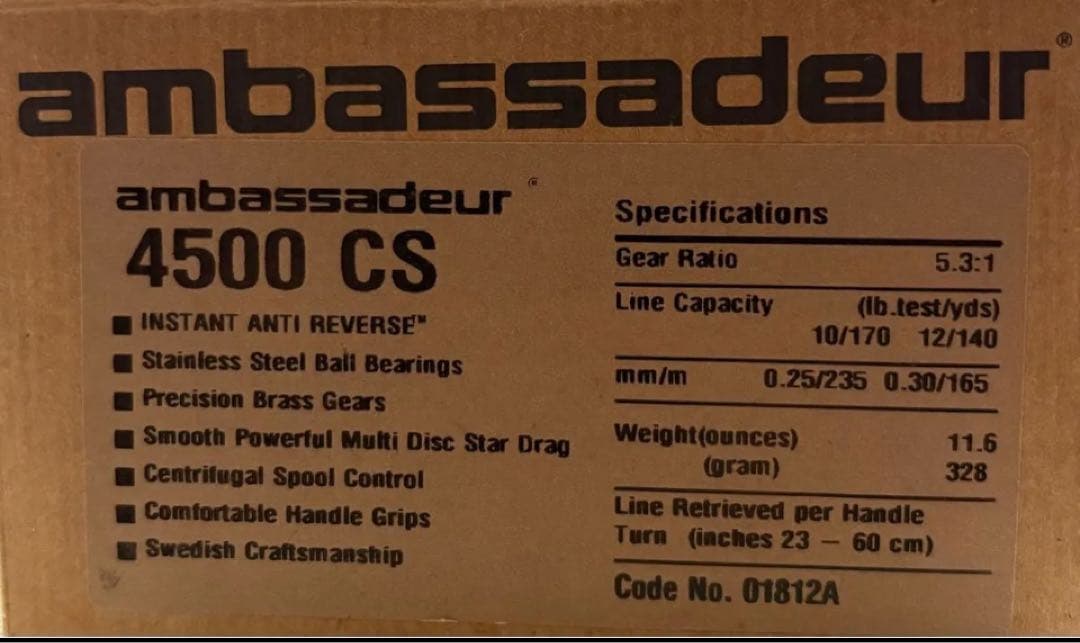 ambassadeur®
ambassadeur®
4500 CS
■ INSTANT ANTI REVERSE™
■ Stainless Steel Ball Bearings
■ Precision Brass Gears
■ Smooth Powerful Multi Disc Star Drag
■ Centrifugal Spool Control
■ Comfortable Handle Grips
■ Swedish Craftsmanship
Specifications
Gear Ratio 5.3:1
Line Capacity (lb.test/yds)
10/170 12/140
mm/m 0.25/235 0.30/165
Weight(ounces) 11.6
(gram) 328
Line Retrieved per Handle
Turn (inches 23 – 60 cm)
Code No. 01812A